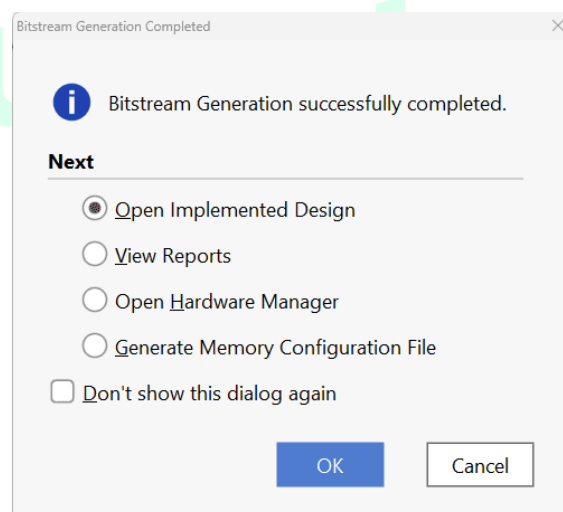 Bitstream Generation Completed
Bitstream Generation successfully completed.
Next
Open Implemented Design
View Reports
Open Hardware Manager
Generate Memory Configuration File
Don't show this dialog again
OK
Cancel